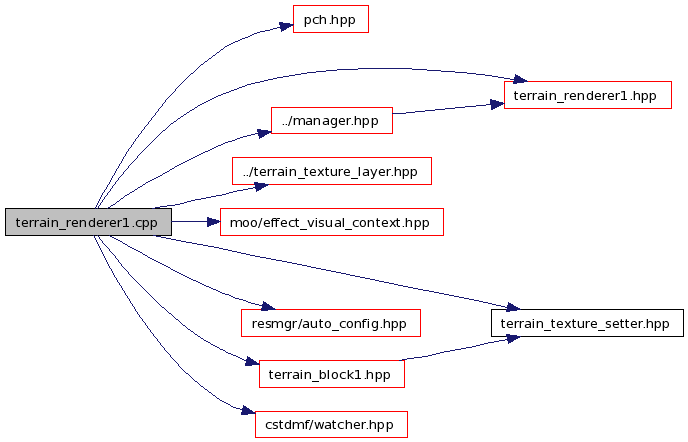 pch.hpp
terrain_renderer1.hpp
../manager.hpp
../terrain_texture_layer.hpp
terrain_renderer1.cpp
moo/effect_visual_context.hpp
resmgr/auto_config.hpp
terrain_texture_setter.hpp
terrain_block1.hpp
cstdmf/watcher.hpp